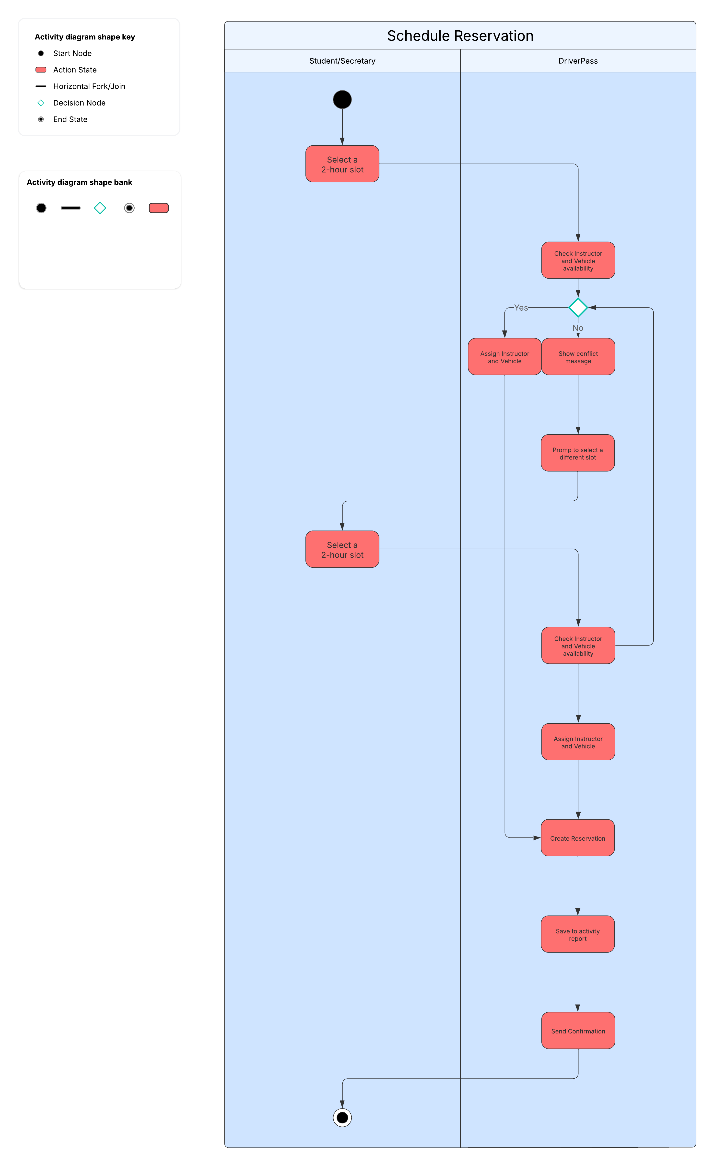 Activity diagram shape key
Start Node
Action State
Horizontal Fork/Join
Decision Node
End State
Activity diagram shape bank
Schedule Reservation
Student/Secretary
DriverPass
Select a
2-hour slot
Check Instructor
and Vehicle
availability
Yes
No
Assign Instructor
and Vehicle
Show conflict
message
Promp to select a
different slot
Select a
2-hour slot
Check Instructor
and Vehicle
availability
Assign Instructor
and Vehicle
Create Reservation
Save to activity
report
Send Confirmation